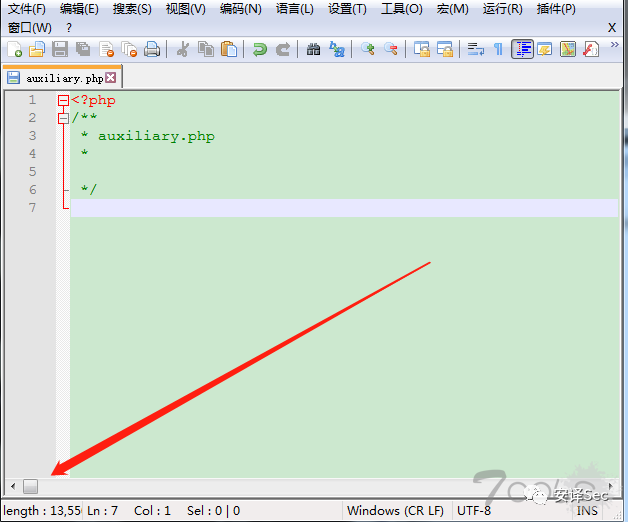 文件(F) 编辑(E) 搜索(S) 视图(V) 编码(N) 语言(L) 设置(T) 工具(O) 宏(M) 运行(R) 插件(P)
窗口(W) ? X
auxiliary.php
1 <?php
2 /**
3 * auxiliary.php
4 *
5
6 */
7
安译Sec
length : 13,55 Ln : 7 Col : 1 Sel : 0 | 0 Windows (CR LF) UTF-8 INS